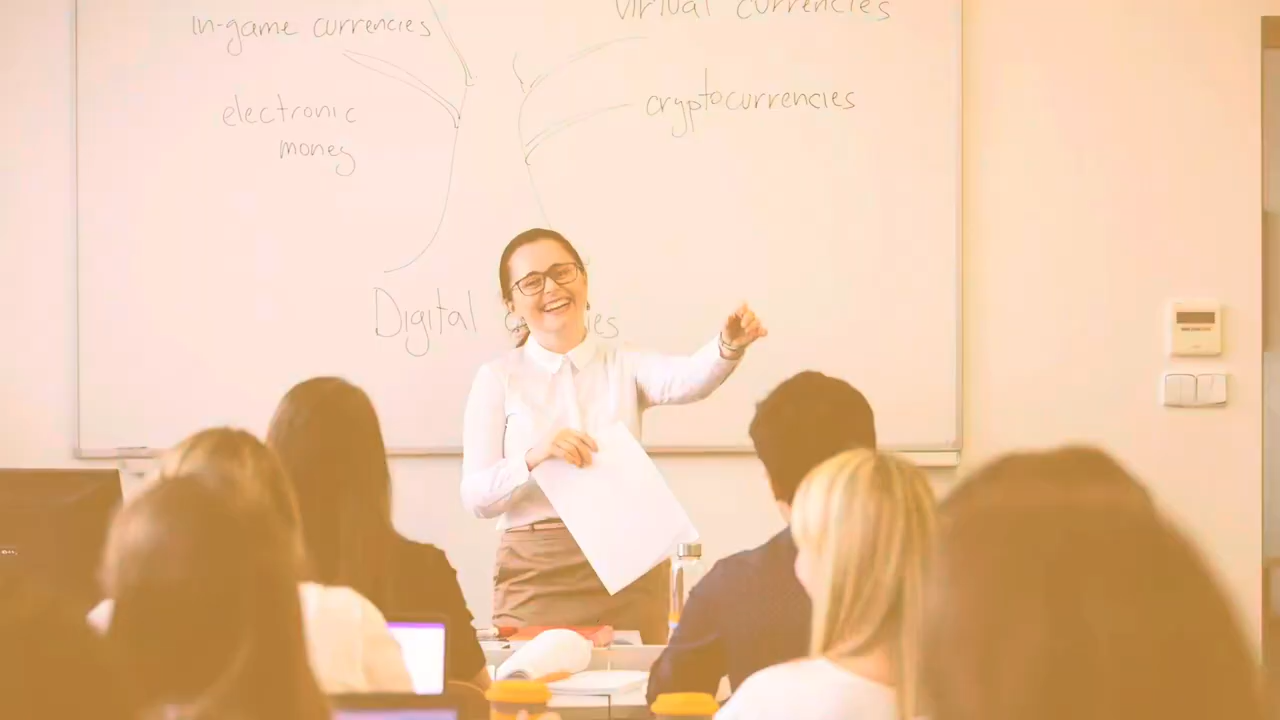 in-game currencies
virtual currencies
electronic
money
cryptocurrencies
Digital